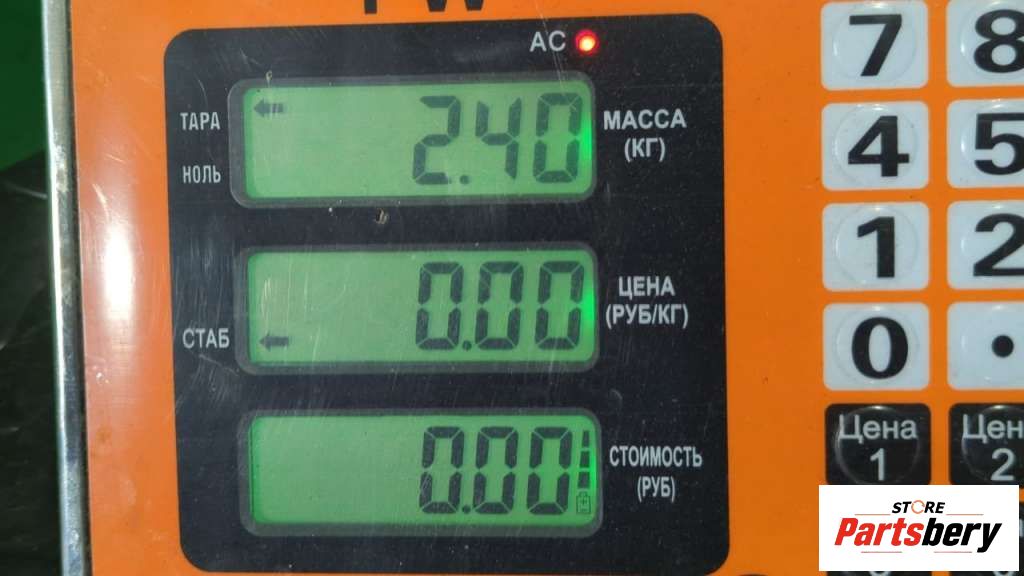 AC
ТАРА
2.40
МАССА
(КГ)
НОЛЬ
7 8
4 5
1 2
0 .
ЦЕНА
(РУБ/КГ)
0.00
СТАБ
0.00
СТОИМОСТЬ
(РУБ)
Цена
1
2
STORE
Partsbery